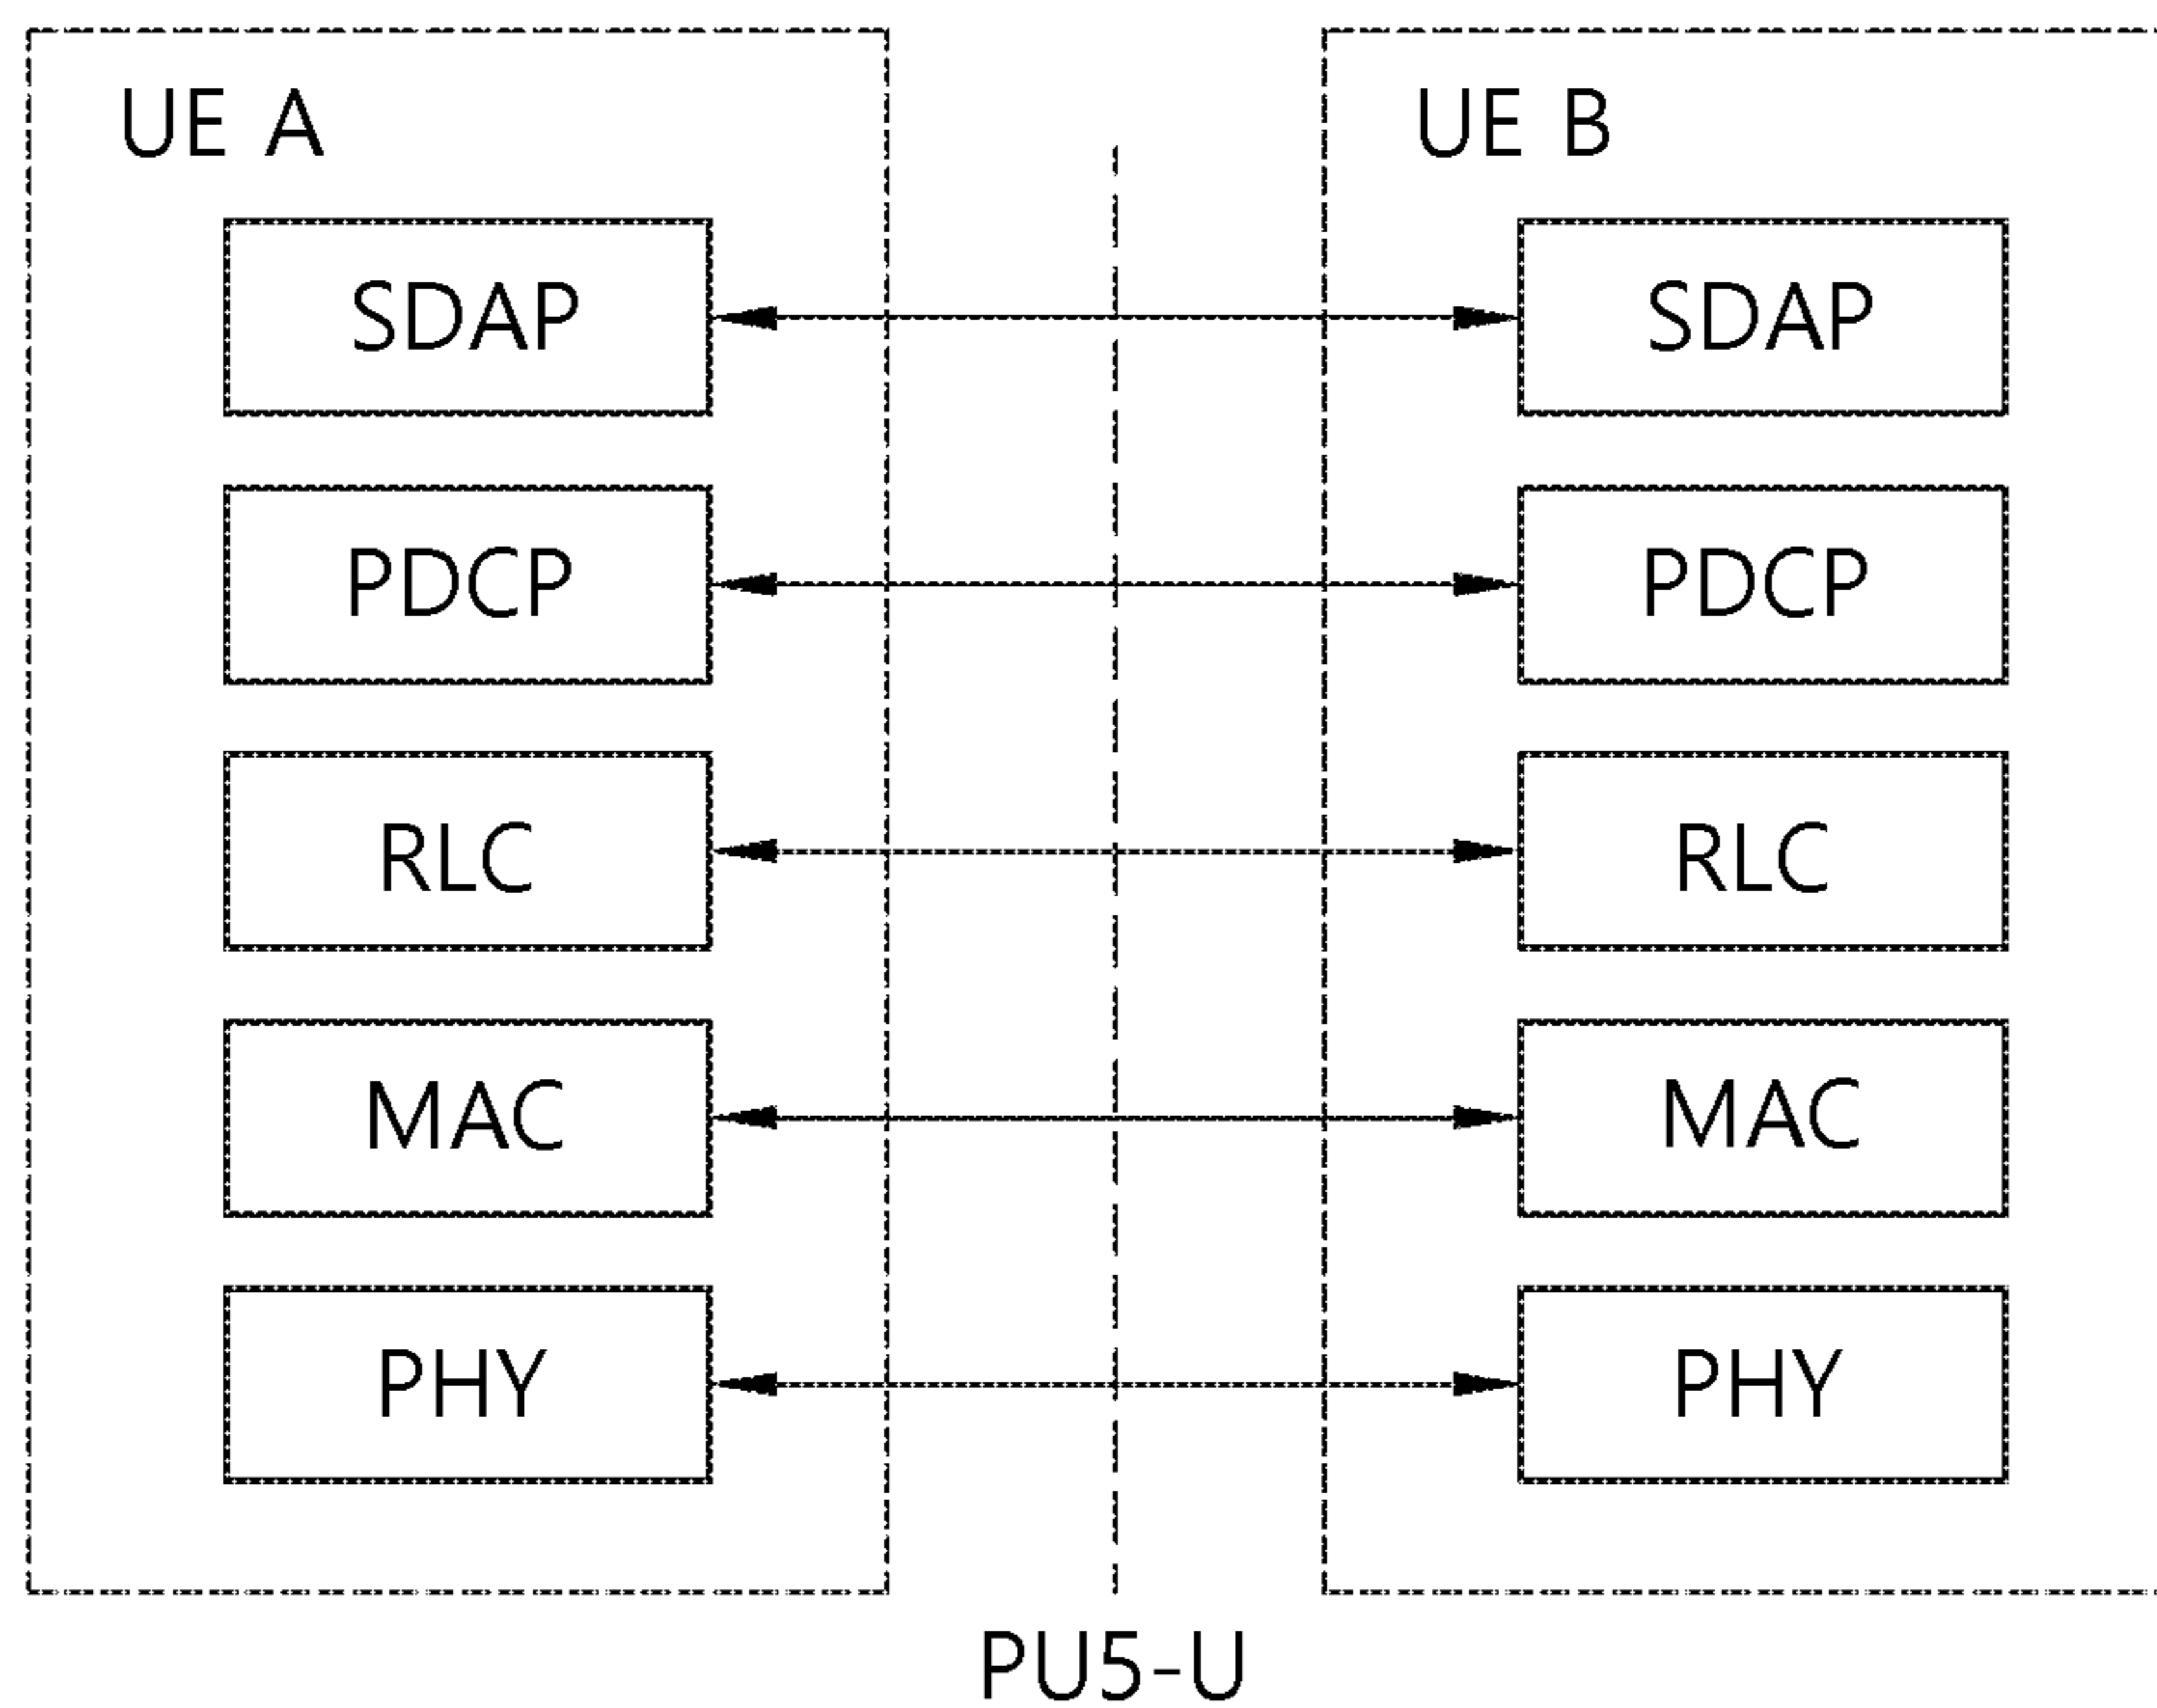 UE A
UE B
SDAP
SDAP
PDCP
PDCP
RLC
RLC
MAC
MAC
PHY
PHY
PU5-U